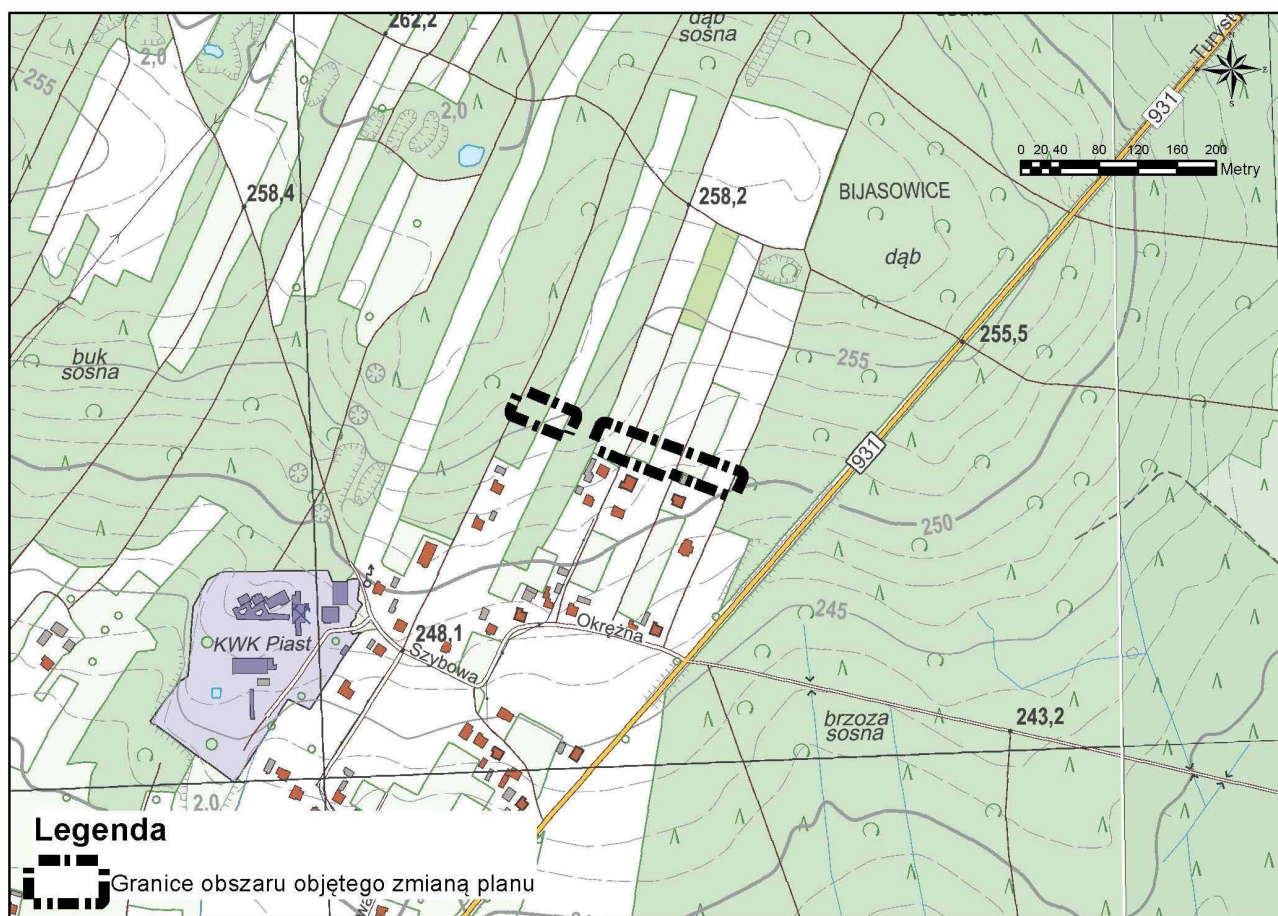 262,2
dąb
sosna
2,0
255
2,0
258,4
258,2
BIJASOWICE
dąb
Turyst
N
E
S
931
0 20 40 80 120 160 200
Metry
255,5
255
buk
sosna
931
250
245
KWK Piast
248,1
Szybowa
Okrężna
brzoza
sosna
243,2
2,0
Legenda
Granice obszaru objętego zmianą planu